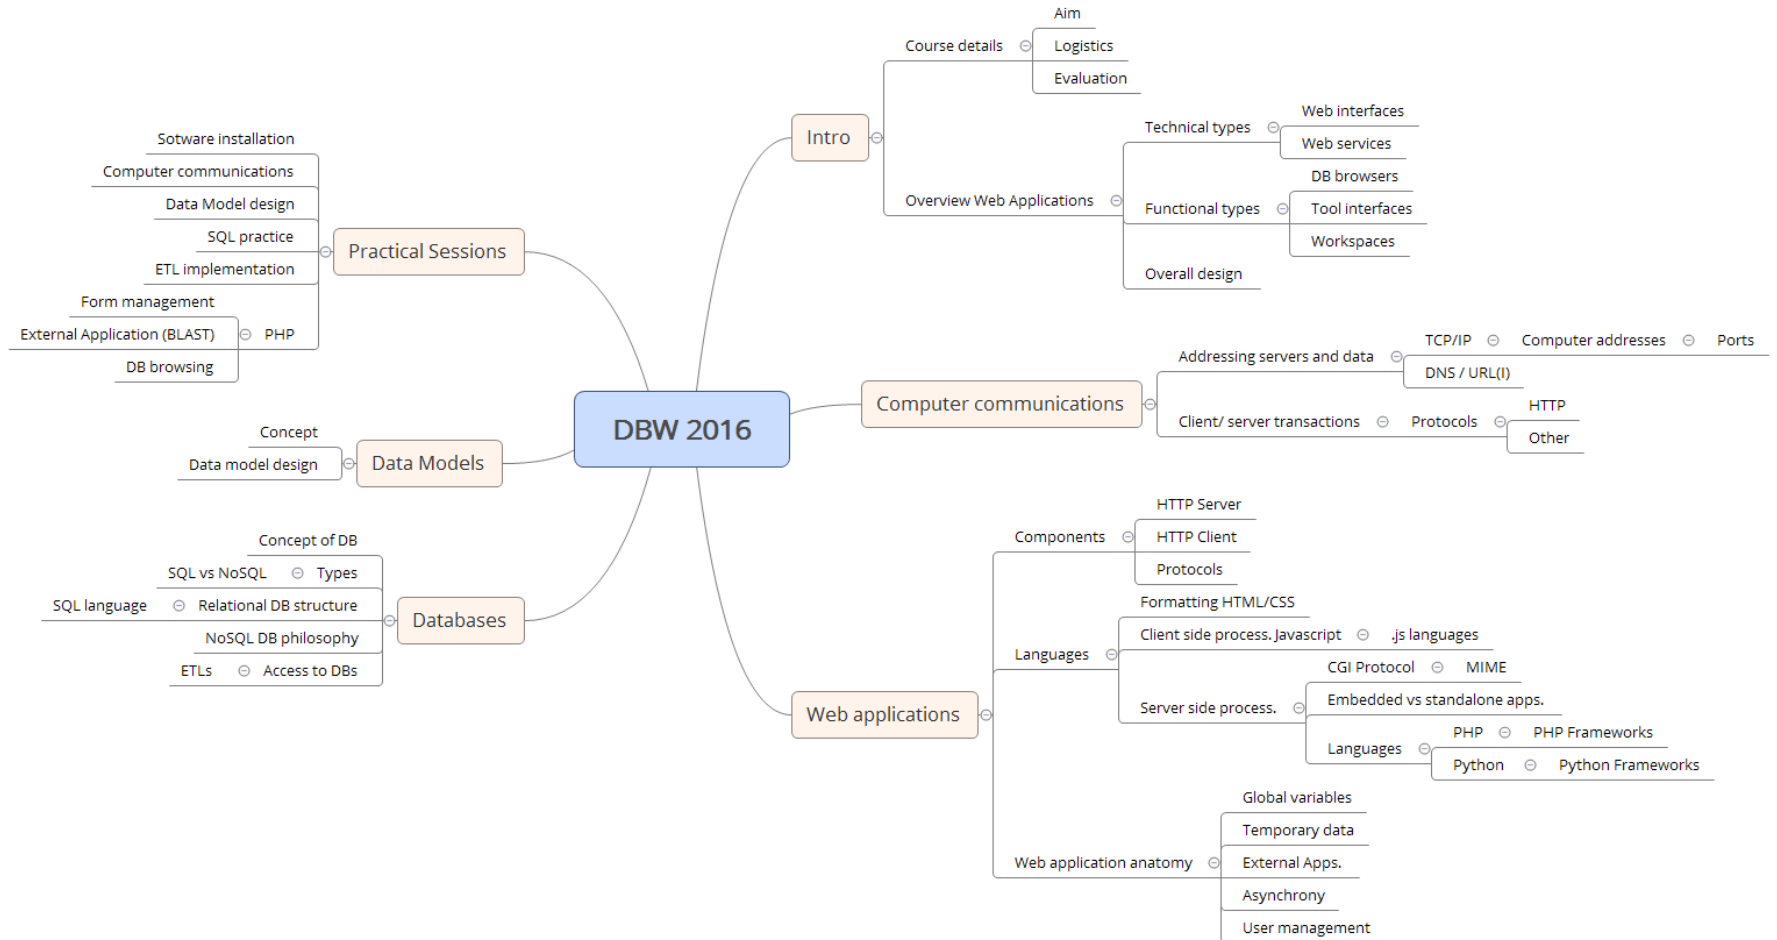 DBW 2016
Intro
Course details
Aim
Logistics
Evaluation
Overview Web Applications
Technical types
Web interfaces
Web services
Functional types
DB browsers
Tool interfaces
Workspaces
Overall design
Computer communications
Addressing servers and data
TCP/IP
Computer addresses
Ports
DNS / URL(I)
Client/ server transactions
Protocols
HTTP
Other
Web applications
Components
HTTP Server
HTTP Client
Protocols
Languages
Formatting HTML/CSS
Client side process. Javascript
.js languages
Server side process.
CGI Protocol
MIME
Embedded vs standalone apps.
Languages
PHP
PHP Frameworks
Python
Python Frameworks
Web application anatomy
Global variables
Temporary data
External Apps.
Asynchrony
User management
Practical Sessions
Sotware installation
Computer communications
Data Model design
SQL practice
ETL implementation
PHP
Form management
External Application (BLAST)
DB browsing
Data Models
Concept
Data model design
Databases
Concept of DB
Types
SQL vs NoSQL
Relational DB structure
SQL language
NoSQL DB philosophy
Access to DBs
ETLs